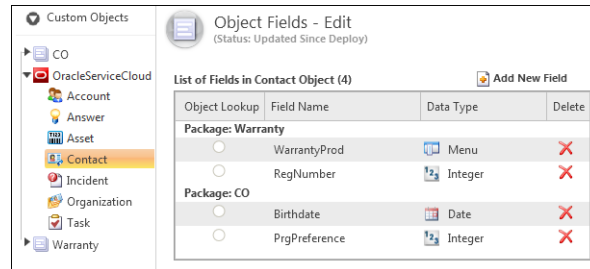 Custom Objects
CO
OracleServiceCloud
Account
Answer
Asset
Contact
Incident
Organization
Task
Warranty
Object Fields - Edit
(Status: Updated Since Deploy)
List of Fields in Contact Object (4)
Add New Field
Object Lookup Field Name Data Type Delete
Package: Warranty
WarrantyProd Menu
RegNumber Integer
Package: CO
Birthdate Date
PrgPreference Integer